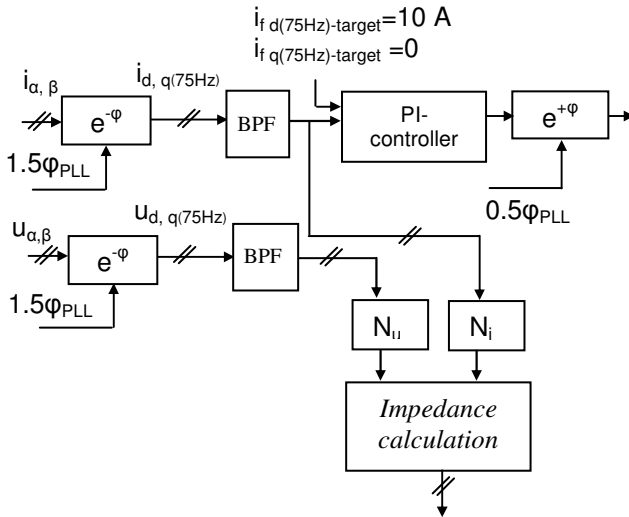 i_f d(75Hz)-target=10 A
i_f q(75Hz)-target =0
i_α, β
i_d, q(75Hz)
e^-φ
BPF
PI-
controller
e^+φ
1.5φ_PLL
0.5φ_PLL
u_α,β
u_d, q(75Hz)
e^-φ
BPF
1.5φ_PLL
N_u
N_i
Impedance
calculation